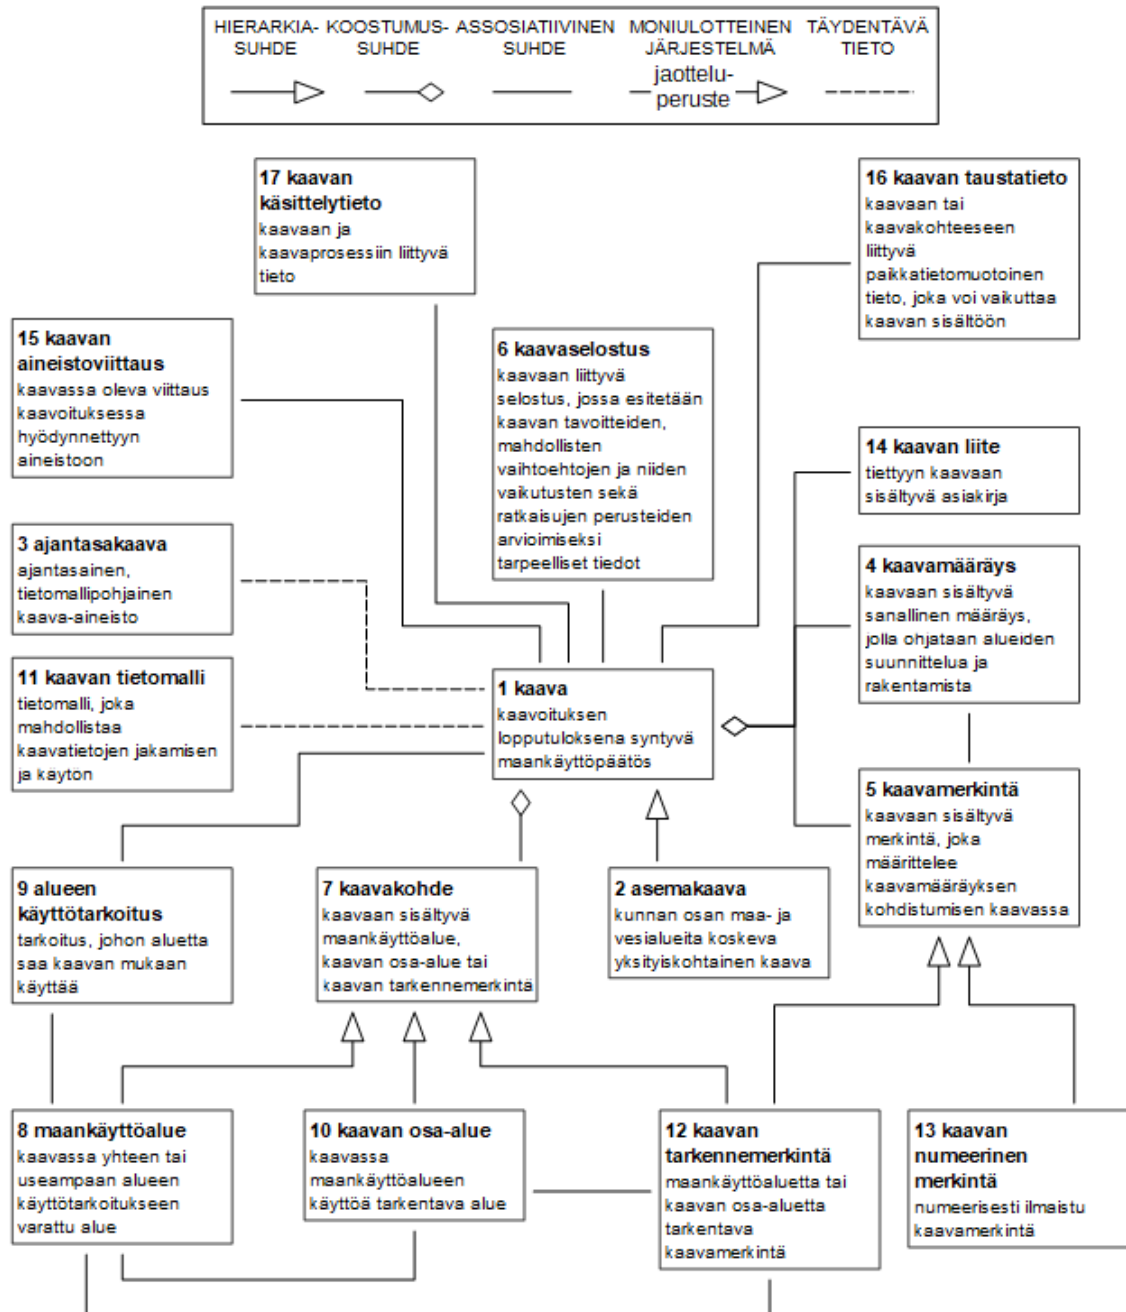 HIERARKIA-
SUHDE
KOOSTUMUS-
SUHDE
ASSOSIATIIVINEN
SUHDE
MONIULOTTEINEN
JÄRJESTELMÄ
jaottelu-
peruste
TÄYDENTÄVÄ
TIETO
17 kaavan
käsittelytieto
kaavaan ja
kaavaprosessiin liittyvä
tieto
16 kaavan taustatieto
kaavaan tai
kaavakohteeseen
liittyvä
paikkatietomuotoinen
tieto, joka voi vaikuttaa
kaavan sisältöön
15 kaavan
aineistoviittaus
kaavassa oleva viittaus
kaavoituksessa
hyödynnettyyn
aineistoon
6 kaavaselostus
kaavaan liittyvä
selostus, jossa esitetään
kaavan tavoitteiden,
mahdollisten
vaihtoehtojen ja niiden
vaikutusten sekä
ratkaisujen perusteiden
arvioimiseksi
tarpeelliset tiedot
14 kaavan liite
tiettyyn kaavaan
sisältyvä asiakirja
3 ajantasakaava
ajantasainen,
tietomallipohjainen
kaava-aineisto
4 kaavamääräys
kaavaan sisältyvä
sanallinen määräys,
jolla ohjataan alueiden
suunnittelua ja
rakentamista
11 kaavan tietomalli
tietomalli, joka
mahdollistaa
kaavatietojen jakamisen
ja käytön
1 kaava
kaavoituksen
lopputuloksena syntyvä
maankäyttöpäätös
5 kaavamerkintä
kaavaan sisältyvä
merkintä, joka
määrittelee
kaavamääräyksen
kohdistumisen kaavassa
9 alueen
käyttötarkoitus
tarkoitus, johon aluetta
saa kaavan mukaan
käyttää
7 kaavakohde
kaavaan sisältyvä
maankäyttöalue,
kaavan osa-alue tai
kaavan tarkennemerkintä
2 asemakaava
kunnan osan maa- ja
vesialueita koskeva
yksityiskohtainen kaava
8 maankäyttöalue
kaavassa yhteen tai
useampaan alueen
käyttötarkoitukseen
varattu alue
10 kaavan osa-alue
kaavassa
maankäyttöalueen
käyttöä tarkentava alue
12 kaavan
tarkennemerkintä
maankäyttöaluetta tai
kaavan osa-aluetta
tarkentava
kaavamerkintä
13 kaavan
numeerinen
merkintä
numeerisesti ilmaistu
kaavamerkintä